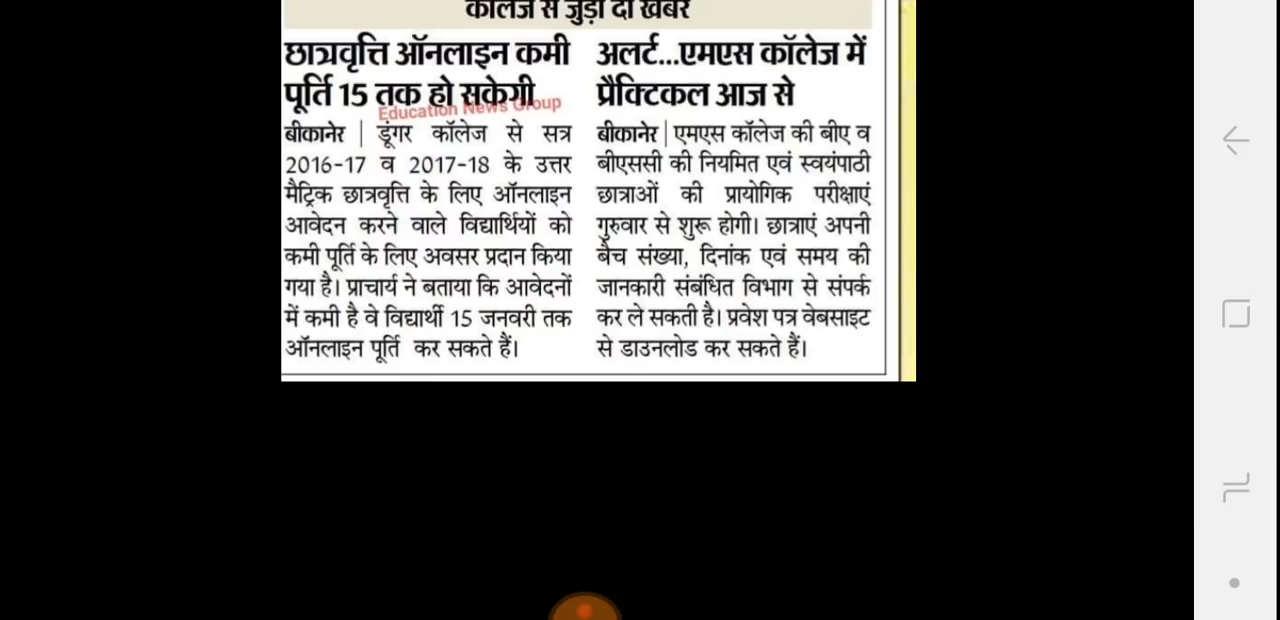 कॉलेज से जुड़ी दो खबरें
छात्रवृत्ति ऑनलाइन कमी
पूर्ति 15 तक हो सकेगी
Education News Group
बीकानेर | डूंगर कॉलेज से सत्र
2016-17 व 2017-18 के उत्तर
मैट्रिक छात्रवृत्ति के लिए ऑनलाइन
आवेदन करने वाले विद्यार्थियों को
कमी पूर्ति के लिए अवसर प्रदान किया
गया है। प्राचार्य ने बताया कि आवेदनों
में कमी है वे विद्यार्थी 15 जनवरी तक
ऑनलाइन पूर्ति कर सकते हैं।
अलर्ट...एमएस कॉलेज में
प्रैक्टिकल आज से
बीकानेर | एमएस कॉलेज की बीए व
बीएससी की नियमित एवं स्वयंपाठी
छात्राओं की प्रायोगिक परीक्षाएं
गुरुवार से शुरू होगी। छात्राएं अपनी
बैच संख्या, दिनांक एवं समय की
जानकारी संबंधित विभाग से संपर्क
कर ले सकती है। प्रवेश पत्र वेबसाइट
से डाउनलोड कर सकते हैं।